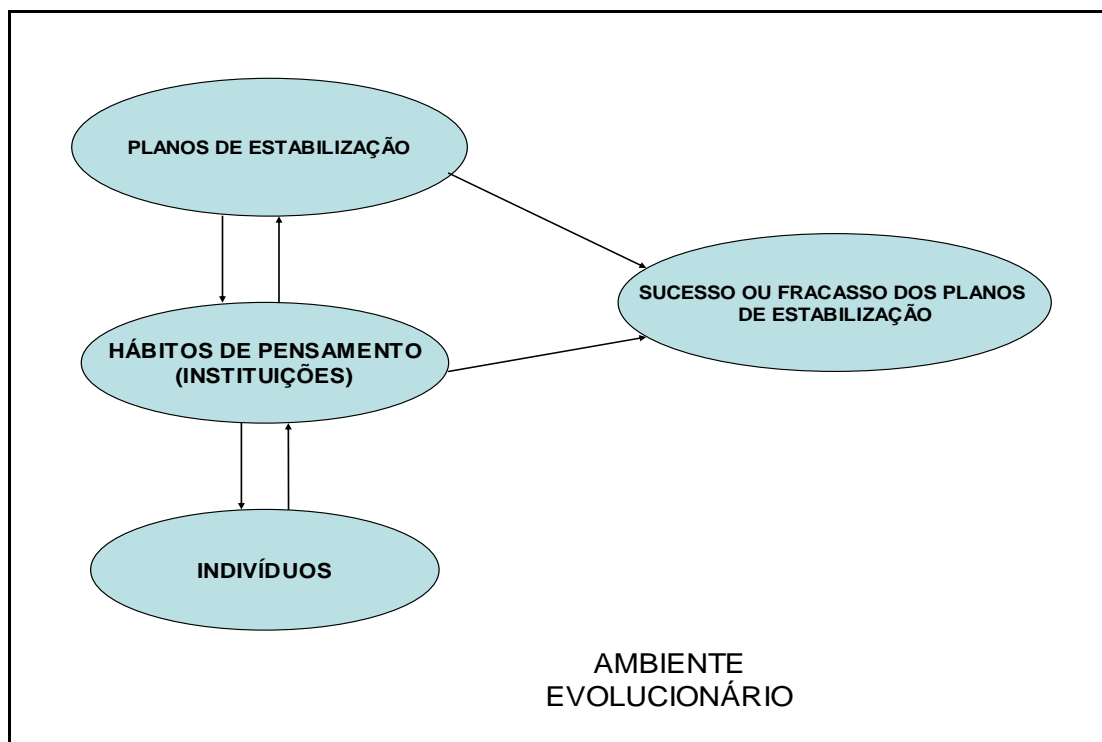 PLANOS DE ESTABILIZAÇÃO
SUCESSO OU FRACASSO DOS PLANOS
DE ESTABILIZAÇÃO
HÁBITOS DE PENSAMENTO
(INSTITUIÇÕES)
INDIVÍDUOS
AMBIENTE
EVOLUCIONÁRIO